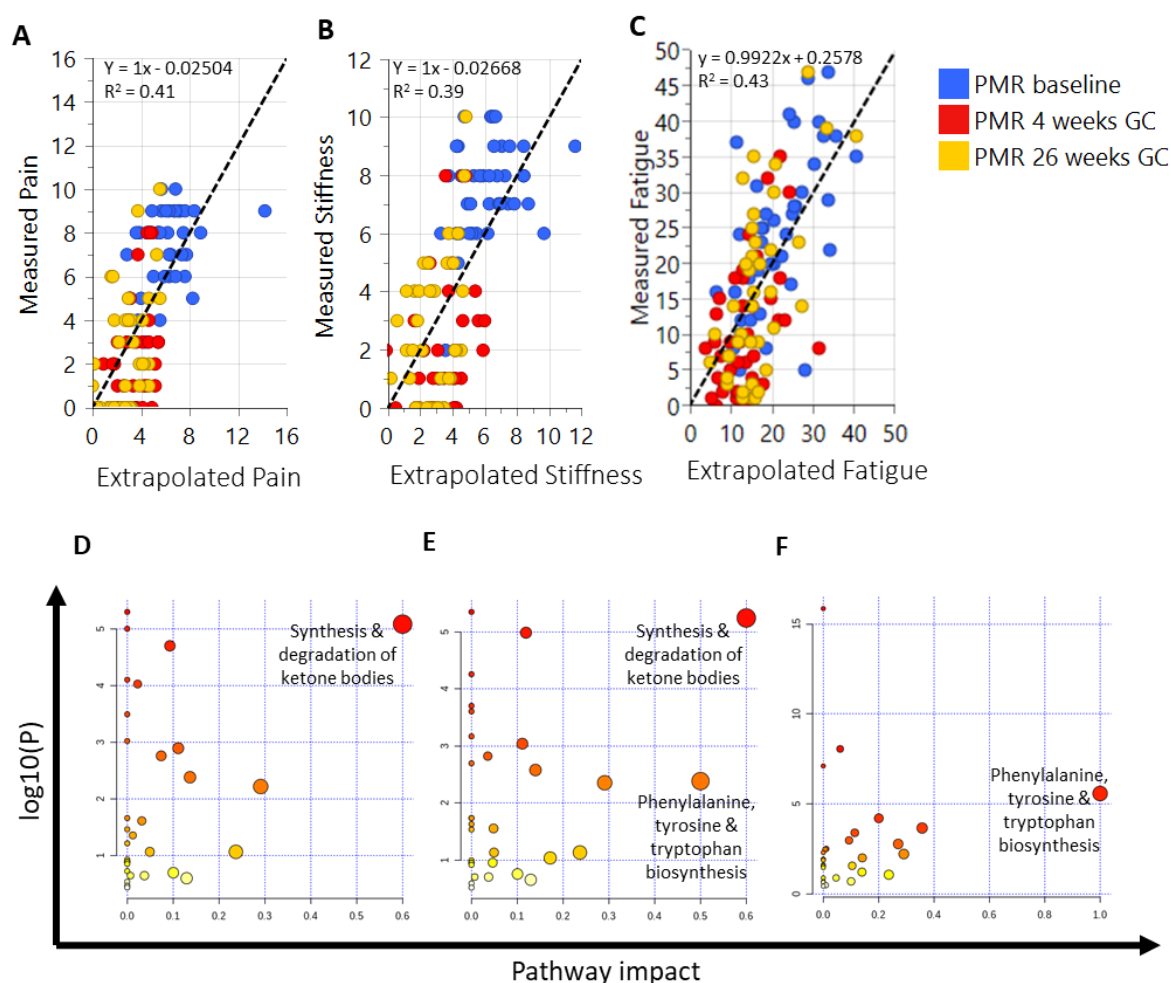 A
B
C
Y = 1x - 0.02504
R² = 0.41
Measured Pain
16
14
12
10
8
6
4
2
0
0 4 8 12 16
Extrapolated Pain
Y = 1x - 0.02668
R² = 0.39
Measured Stiffness
12
10
8
6
4
2
0
0 2 4 6 8 10 12
Extrapolated Stiffness
y = 0.9922x + 0.2578
R² = 0.43
Measured Fatigue
50
45
40
35
30
25
20
15
10
5
0
0 10 20 30 40 50
Extrapolated Fatigue
PMR baseline
PMR 4 weeks GC
PMR 26 weeks GC
D
E
F
log10(P)
5
4
3
2
1
Synthesis &
degradation of
ketone bodies
0.0 0.1 0.2 0.3 0.4 0.5 0.6
5
4
3
2
1
Synthesis &
degradation of
ketone bodies
Phenylalanine,
tyrosine &
tryptophan
biosynthesis
0.0 0.1 0.2 0.3 0.4 0.5 0.6
15
10
5
0
Phenylalanine,
tyrosine &
tryptophan
biosynthesis
0.0 0.2 0.4 0.6 0.8 1.0
Pathway impact